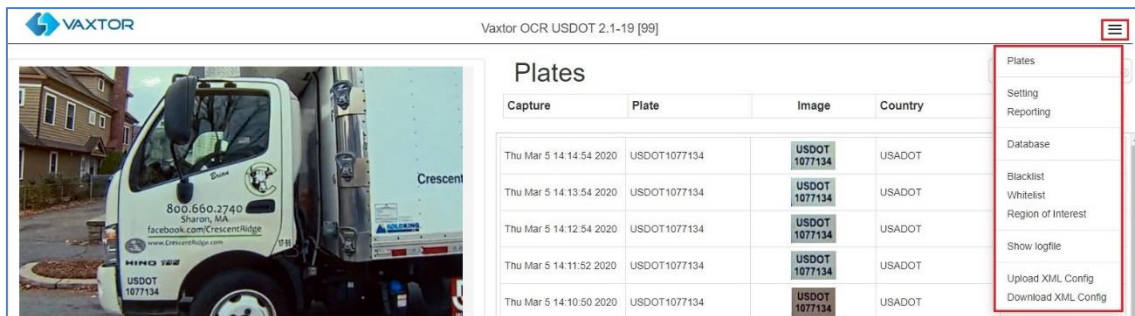 VAXTOR
Vaxtor OCR USDOT 2.1-19 [99]
Brian
Crescent
800.660.2740
Sharon, MA
facebook.com/CrescentRidge
www.CrescentRidge.com
17-95
KOLDKING
HINO 195
USDOT
1077134
Plates
Capture Plate Image Country
Thu Mar 5 14:14:54 2020 USDOT1077134 USDOT 1077134 USADOT
Thu Mar 5 14:13:54 2020 USDOT1077134 USDOT 1077134 USADOT
Thu Mar 5 14:12:54 2020 USDOT1077134 USDOT 1077134 USADOT
Thu Mar 5 14:11:52 2020 USDOT1077134 USDOT 1077134 USADOT
Thu Mar 5 14:10:50 2020 USDOT1077134 USDOT 1077134 USADOT
Plates
Setting
Reporting
Database
Blacklist
Whitelist
Region of Interest
Show logfile
Upload XML Config
Download XML Config